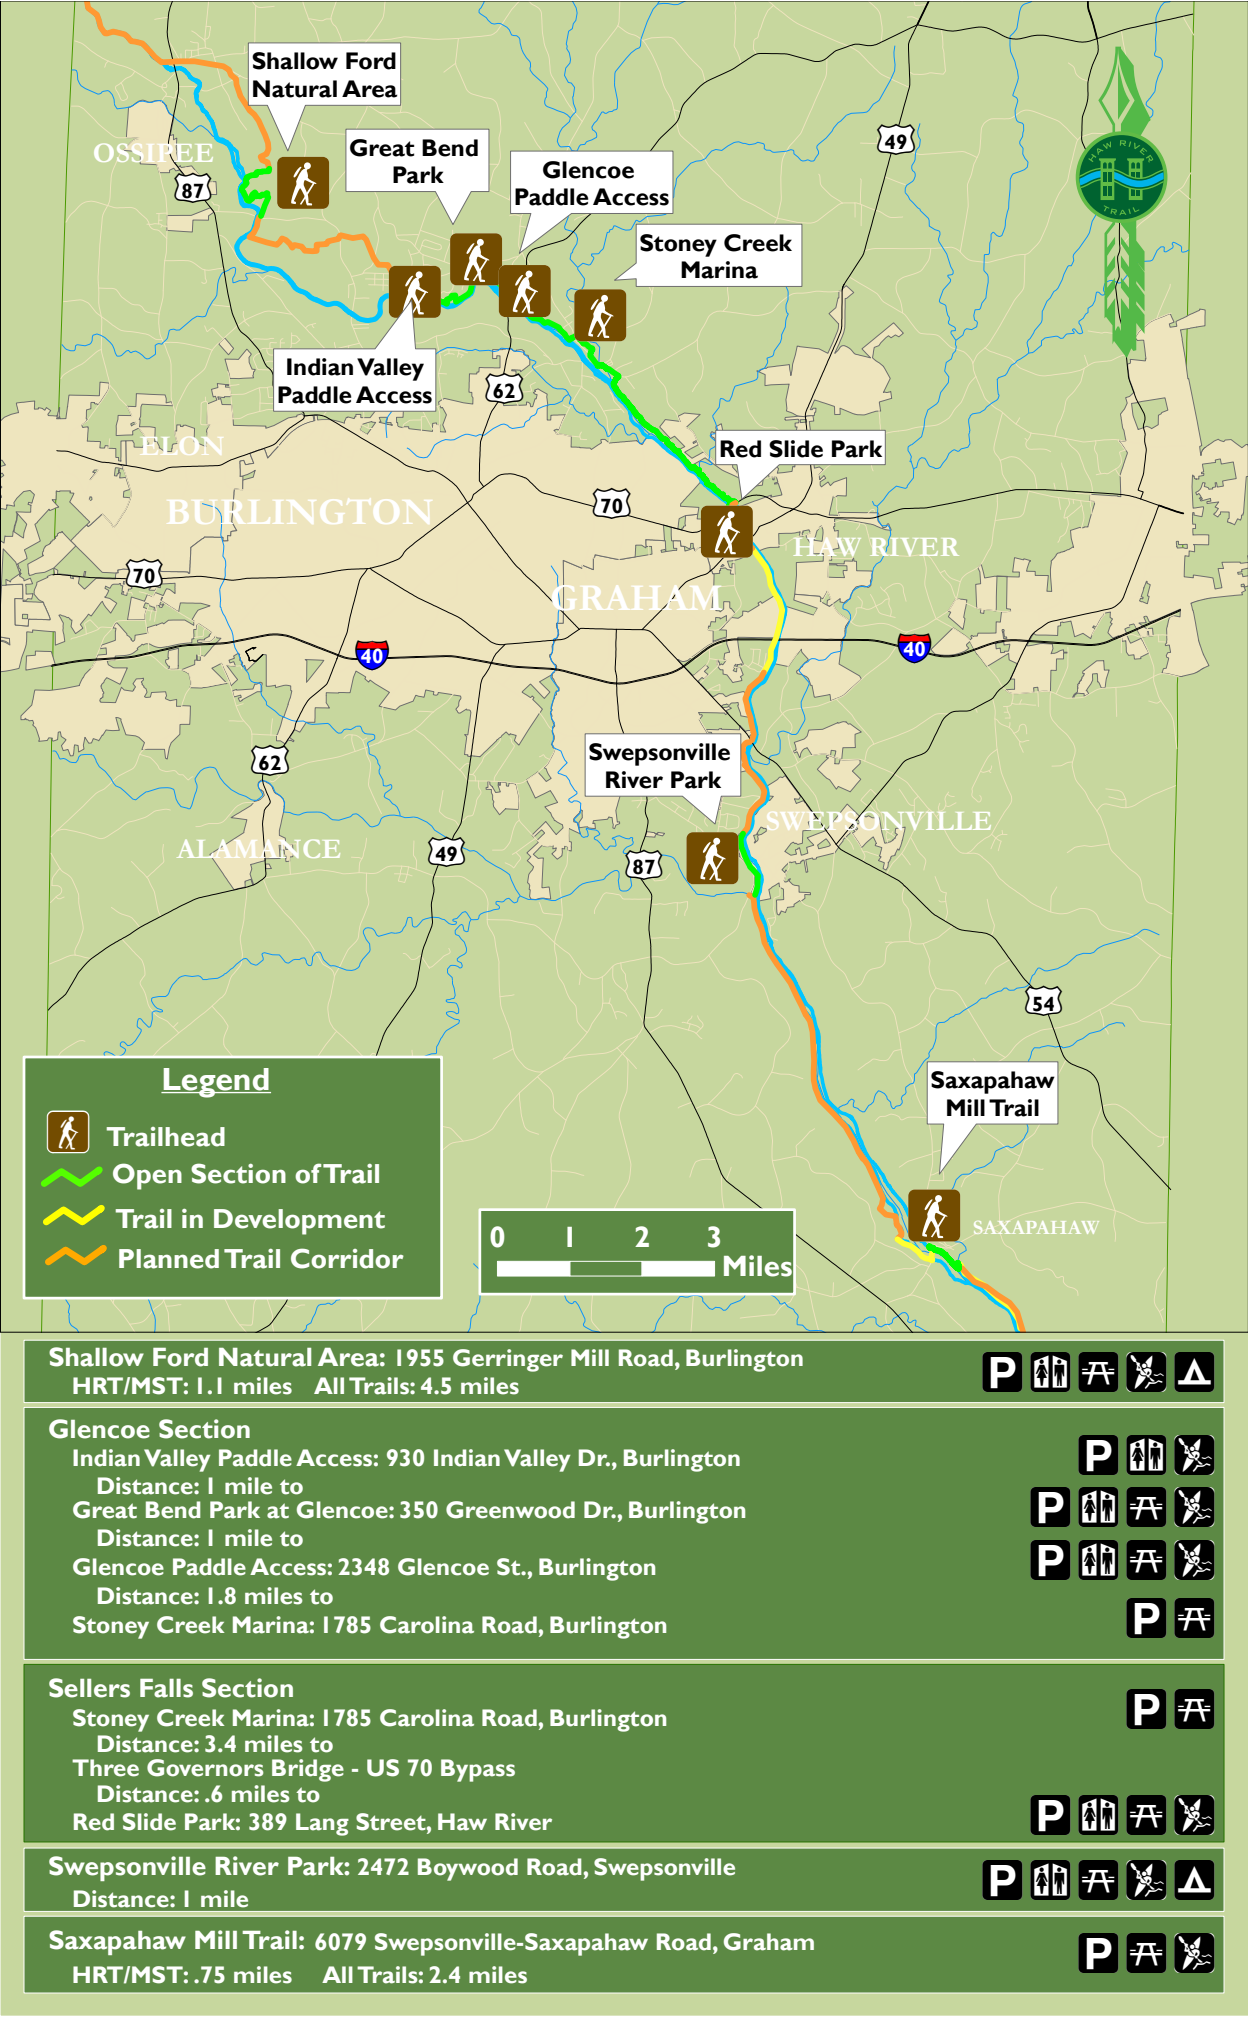 Shallow Ford
Natural Area
Great Bend
Park
Glencoe
Paddle Access
Stoney Creek
Marina
49
HAW RIVER
TRAIL
OSSIPEE
87
Indian Valley
Paddle Access
62
ELON
Red Slide Park
BURLINGTON
70
HAW RIVER
70
GRAHAM
40
40
Swepsonville
River Park
62
SWEPSONVILLE
ALAMANCE
49
87
54
Saxapahaw
Mill Trail
SAXAPAHAW
Legend
Trailhead
Open Section of Trail
Trail in Development
Planned Trail Corridor
0 1 2 3
Miles
Shallow Ford Natural Area: 1955 Gerringer Mill Road, Burlington
HRT/MST: 1.1 miles All Trails: 4.5 miles
P
Glencoe Section
Indian Valley Paddle Access: 930 Indian Valley Dr., Burlington
P
Distance: 1 mile to
Great Bend Park at Glencoe: 350 Greenwood Dr., Burlington
P
Distance: 1 mile to
Glencoe Paddle Access: 2348 Glencoe St., Burlington
P
Distance: 1.8 miles to
Stoney Creek Marina: 1785 Carolina Road, Burlington
P
Sellers Falls Section
Stoney Creek Marina: 1785 Carolina Road, Burlington
P
Distance: 3.4 miles to
Three Governors Bridge - US 70 Bypass
Distance: .6 miles to
Red Slide Park: 389 Lang Street, Haw River
P
Swepsonville River Park: 2472 Boywood Road, Swepsonville
P
Distance: 1 mile
Saxapahaw Mill Trail: 6079 Swepsonville-Saxapahaw Road, Graham
P
HRT/MST: .75 miles All Trails: 2.4 miles